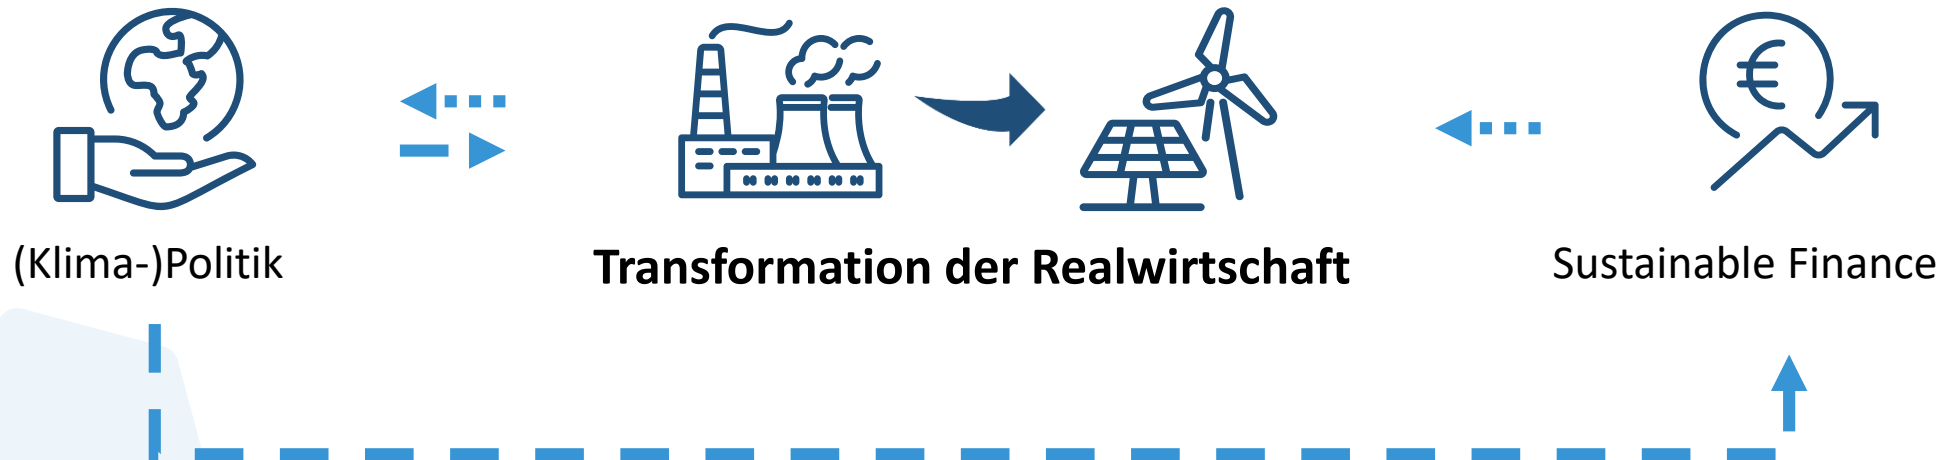 (Klima-)Politik
Transformation der Realwirtschaft
Sustainable Finance